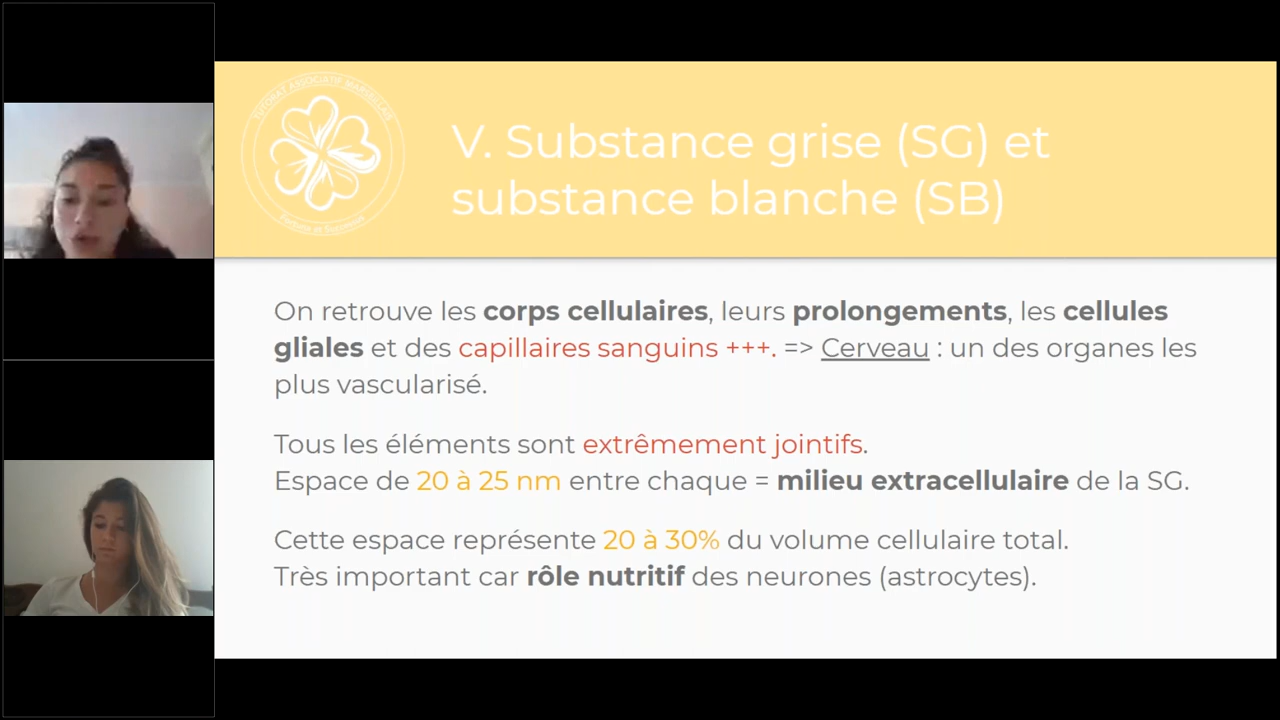 TUTORAT ASSOCIATIF MARSEILLAIS
V. Substance grise (SG) et
substance blanche (SB)
On retrouve les corps cellulaires, leurs prolongements, les cellules
gliales et des capillaires sanguins +++. => Cerveau : un des organes les
plus vascularisé.
Tous les éléments sont extrêmement jointifs.
Espace de 20 à 25 nm entre chaque = milieu extracellulaire de la SG.
Cette espace représente 20 à 30% du volume cellulaire total.
Très important car rôle nutritif des neurones (astrocytes).